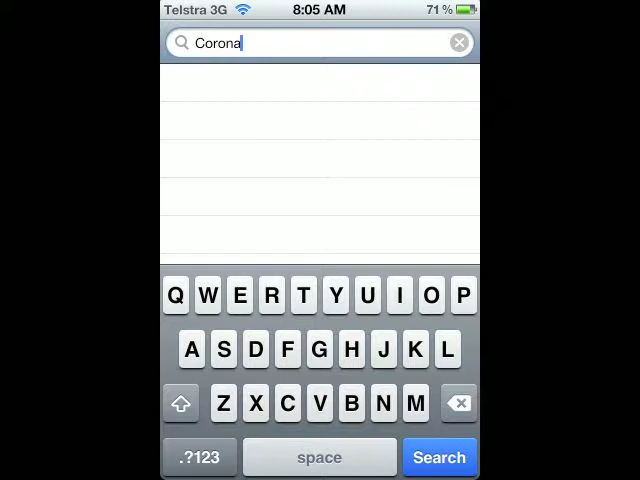 Telstra 3G 8:05 AM 71%
Corona
Q W E R T Y U I O P
A S D F G H J K L
Z X C V B N M
.?123 space Search